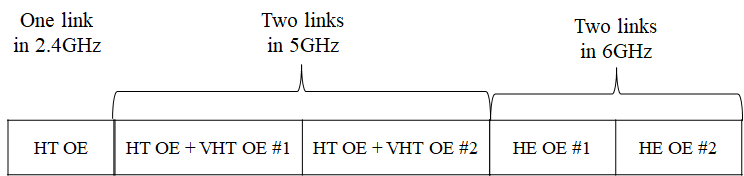 One link
in 2.4GHz
Two links
in 5GHz
Two links
in 6GHz
HT OE
HT OE + VHT OE #1
HT OE + VHT OE #2
HE OE #1
HE OE #2